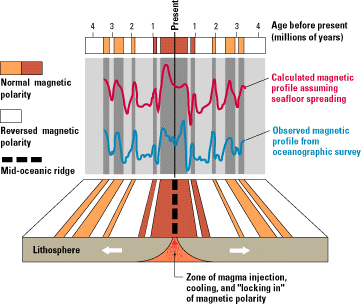 4 3 2 1 Present 1 2 3 4
Age before present
(millions of years)
Normal magnetic
polarity
Reversed magnetic
polarity
Mid-oceanic ridge
Calculated magnetic
profile assuming
seafloor spreading
Observed magnetic
profile from
oceanographic survey
Lithosphere
Zone of magma injection,
cooling, and "locking in"
of magnetic polarity